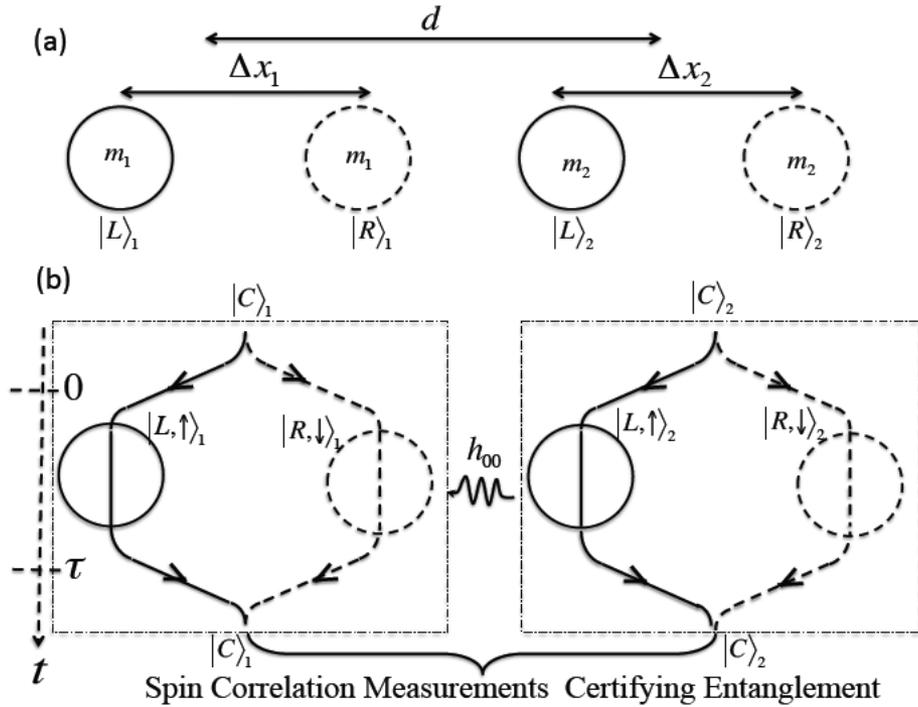 (a)
d
Δx₁ Δx₂
m₁ m₁ m₂ m₂
|L⟩₁ |R⟩₁ |L⟩₂ |R⟩₂
(b)
|C⟩₁ |C⟩₂
0
|L,↑⟩₁ |R,↓⟩₁ h₀₀ |L,↑⟩₂ |R,↓⟩₂
τ
|C⟩₁ |C⟩₂
t
Spin Correlation Measurements Certifying Entanglement